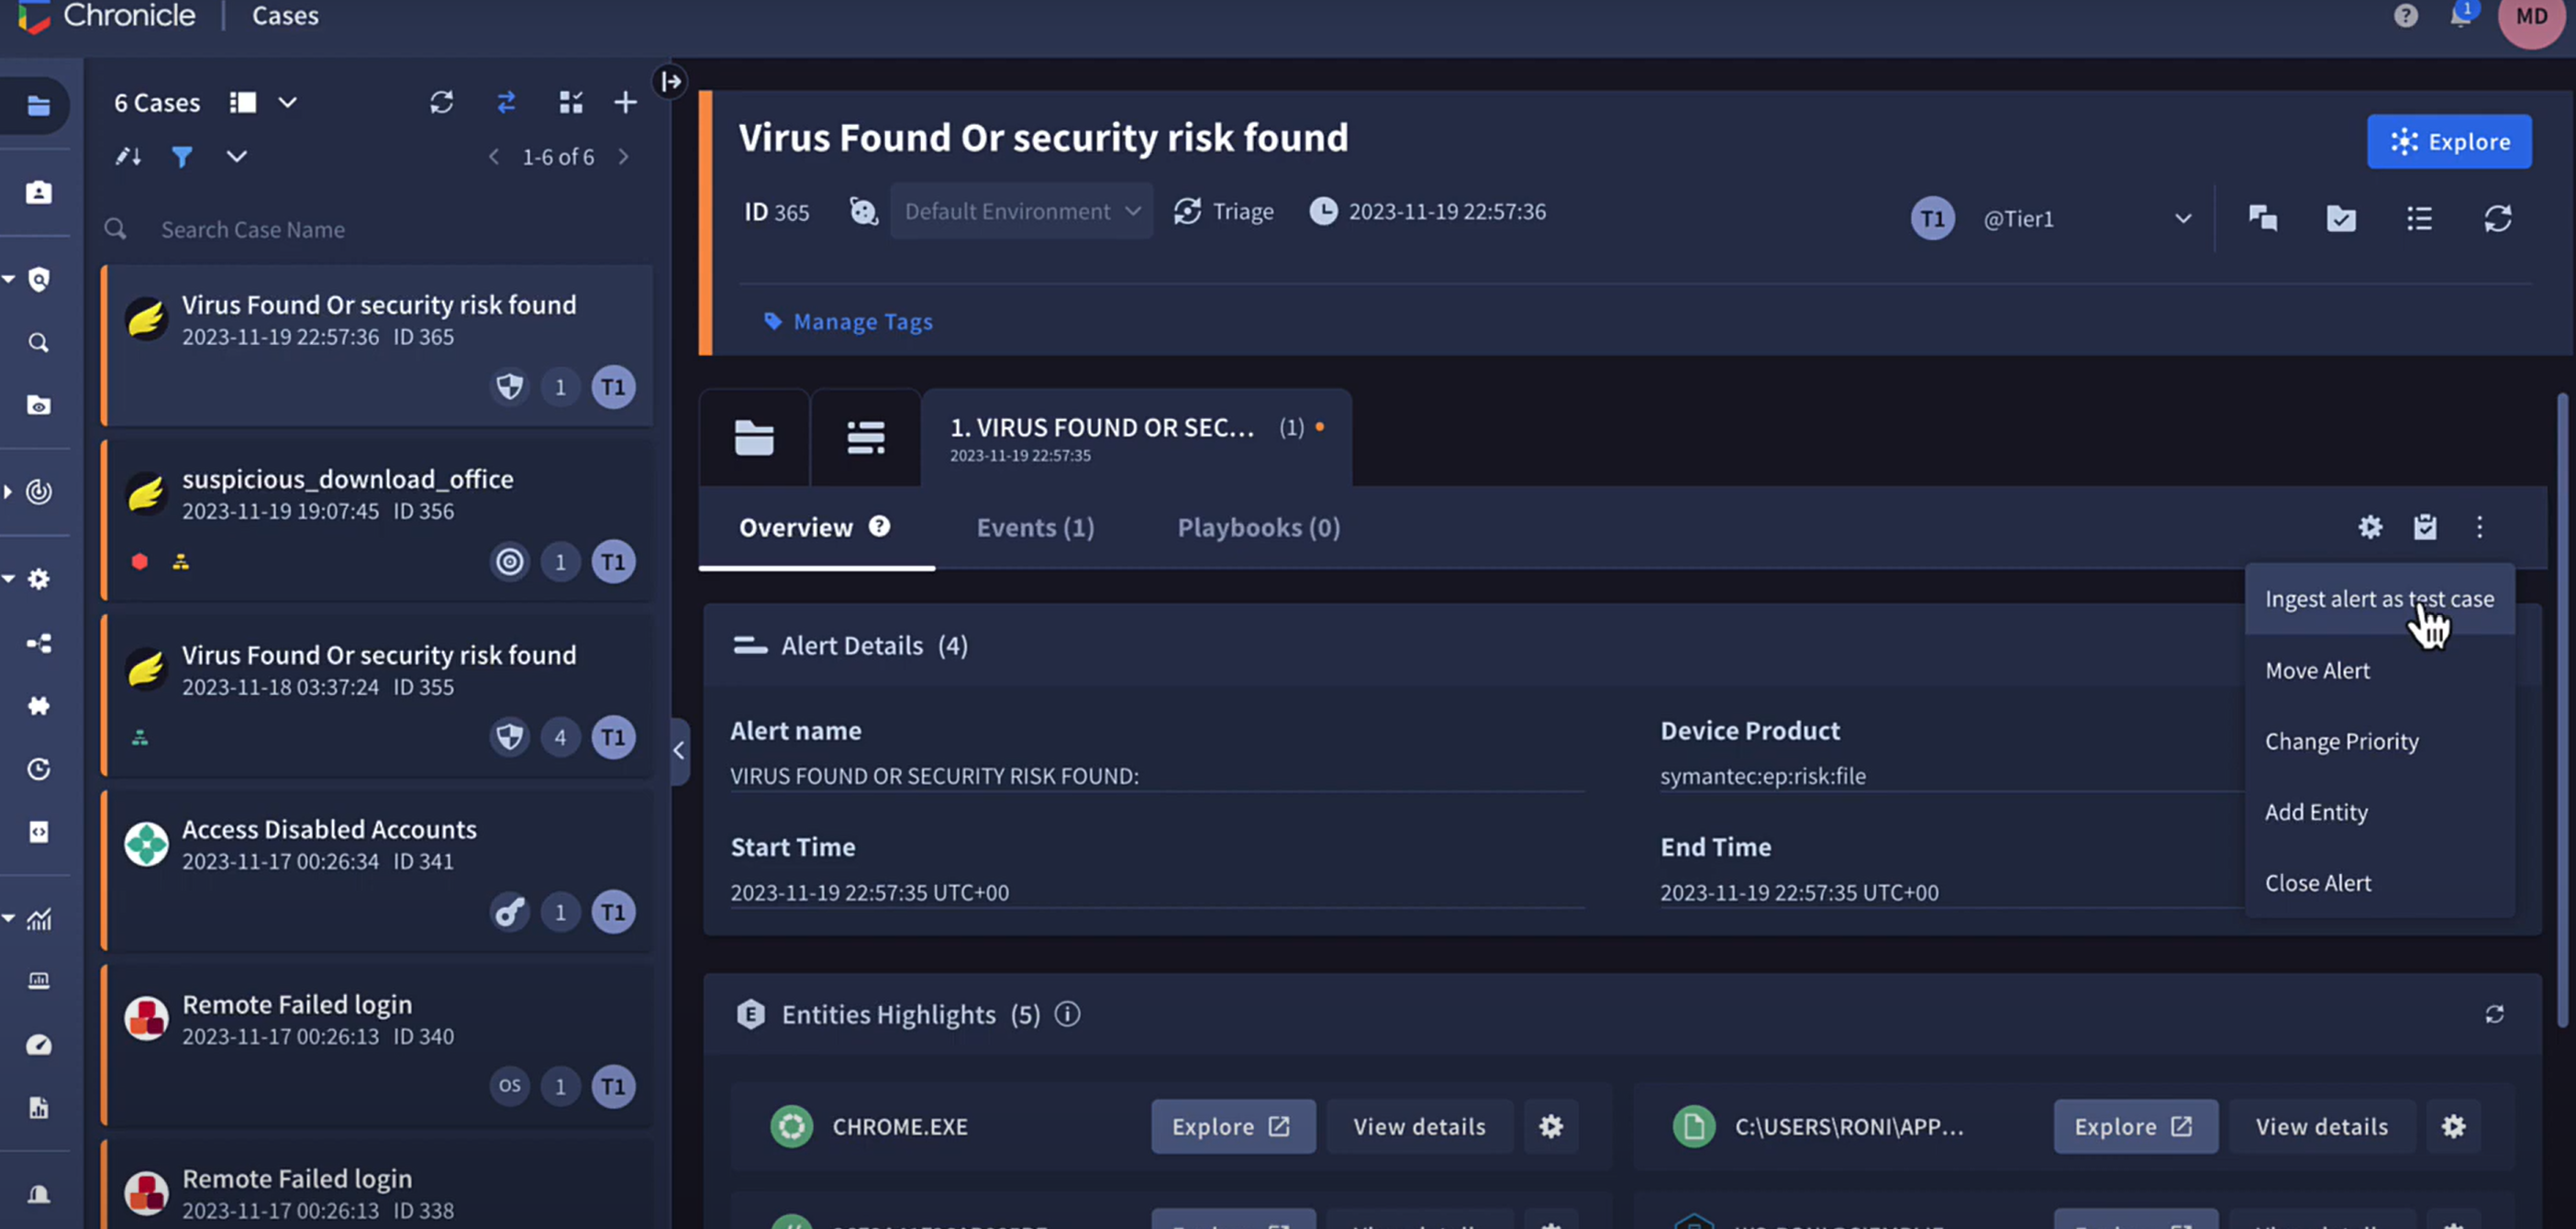 Chronicle | Cases
? 1 MD
6 Cases
1-6 of 6
Search Case Name
Virus Found Or security risk found
2023-11-19 22:57:36 ID 365
1 T1
suspicious_download_office
2023-11-19 19:07:45 ID 356
1 T1
Virus Found Or security risk found
2023-11-18 03:37:24 ID 355
4 T1
Access Disabled Accounts
2023-11-17 00:26:34 ID 341
1 T1
Remote Failed login
2023-11-17 00:26:13 ID 340
OS 1 T1
Remote Failed login
2023-11-17 00:26:13 ID 338
Virus Found Or security risk found
Explore
ID 365 Default Environment Triage 2023-11-19 22:57:36
T1 @Tier1
Manage Tags
1. VIRUS FOUND OR SEC... (1)
2023-11-19 22:57:35
Overview ? Events (1) Playbooks (0)
Ingest alert as test case
Move Alert
Change Priority
Add Entity
Close Alert
Alert Details (4)
Alert name
VIRUS FOUND OR SECURITY RISK FOUND:
Device Product
symantec:ep:risk:file
Start Time
2023-11-19 22:57:35 UTC+00
End Time
2023-11-19 22:57:35 UTC+00
E Entities Highlights (5) i
CHROME.EXE Explore View details
C:\USERS\RONI\APP... Explore View details